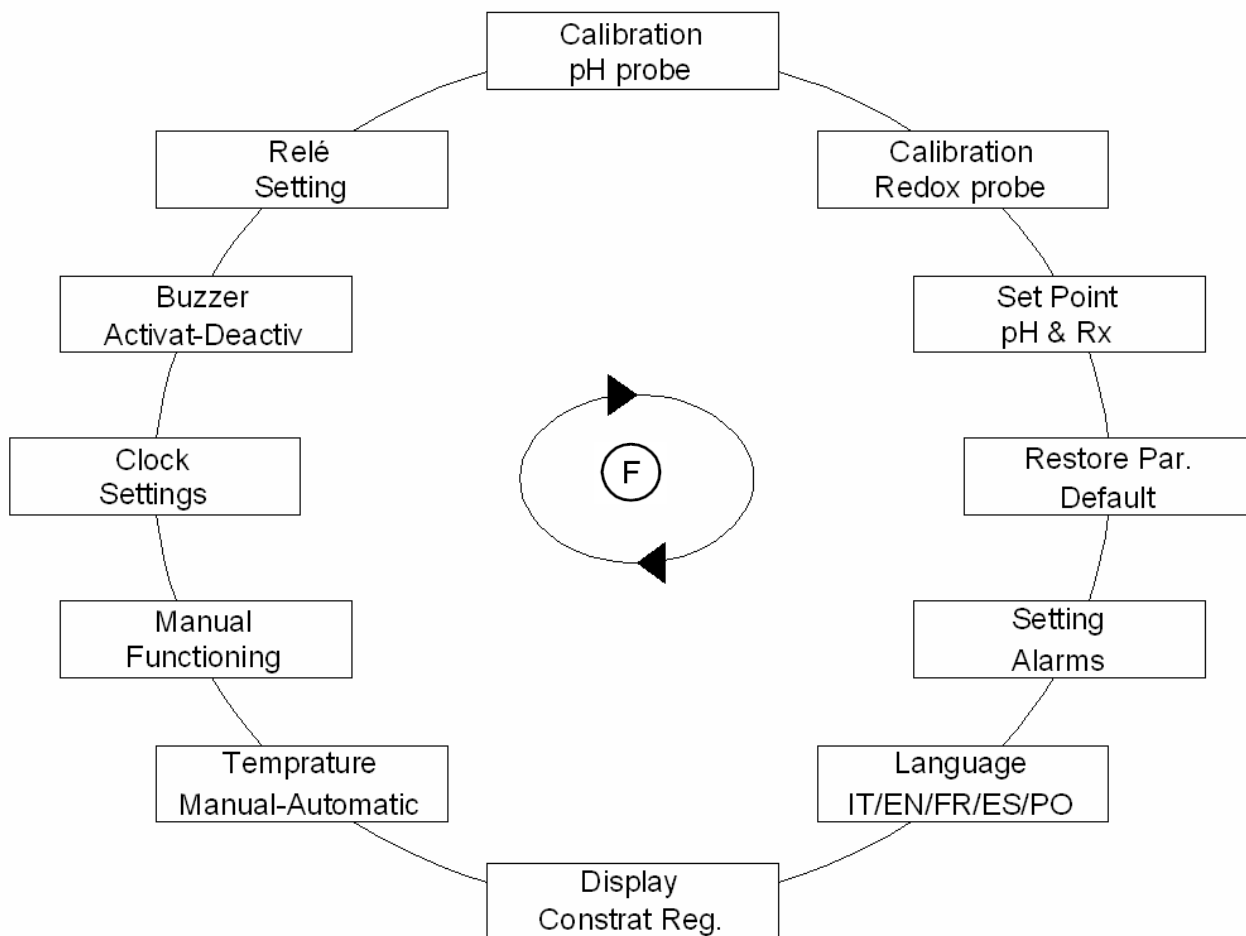 Calibration
pH probe
Calibration
Redox probe
Set Point
pH & Rx
Restore Par.
Default
Setting
Alarms
Language
IT/EN/FR/ES/PO
Display
Constrat Reg.
Temprature
Manual-Automatic
Manual
Functioning
Clock
Settings
Buzzer
Activat-Deactiv
Relé
Setting
F